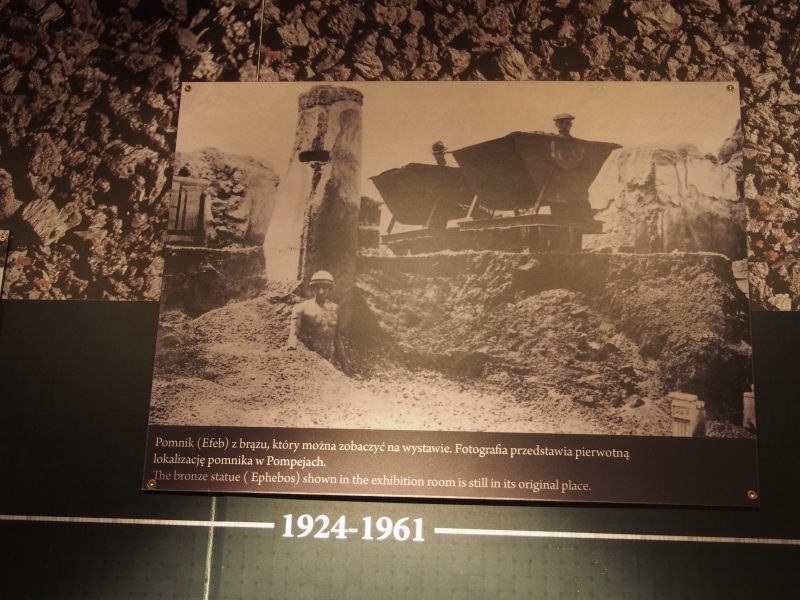 Pomnik (Efeb) z brązu, który można zobaczyć na wystawie. Fotografia przedstawia pierwotną
lokalizację pomnika w Pompejach.
The bronze statue ( Ephebos) shown in the exhibition room is still in its original place.
1924-1961